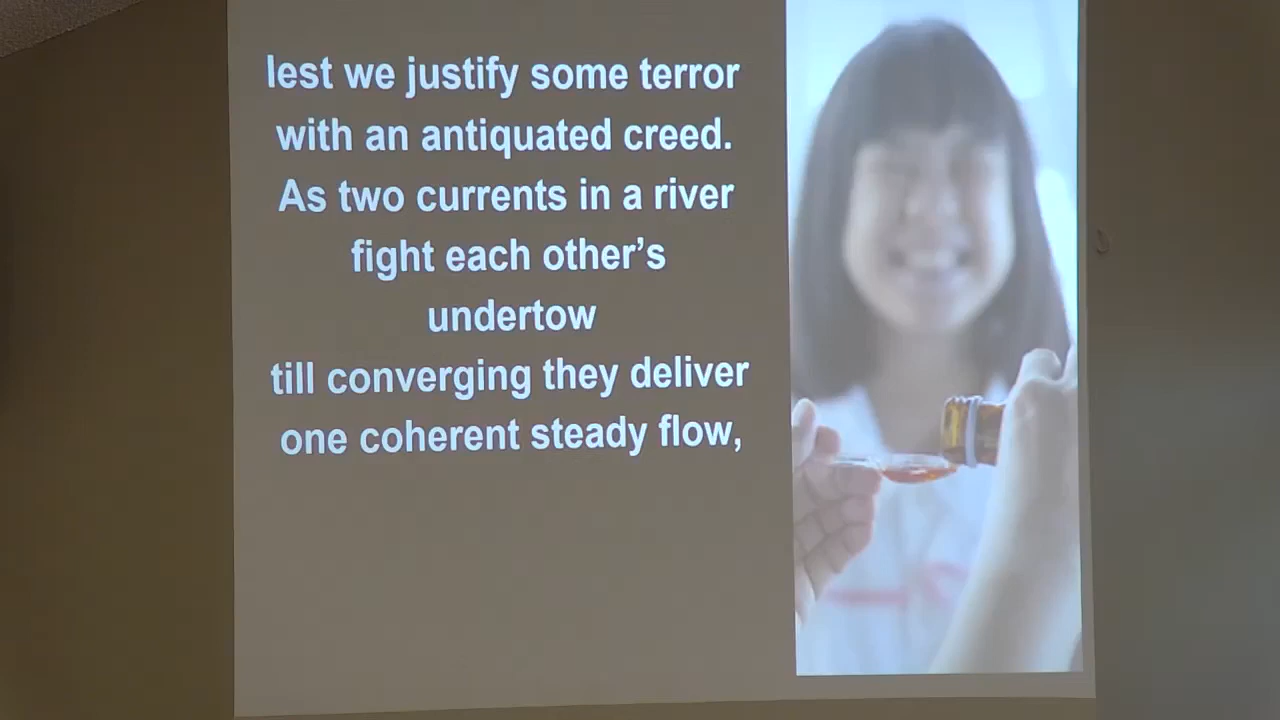 lest we justify some terror
with an antiquated creed.
As two currents in a river
fight each other’s
undertow
till converging they deliver
one coherent steady flow,